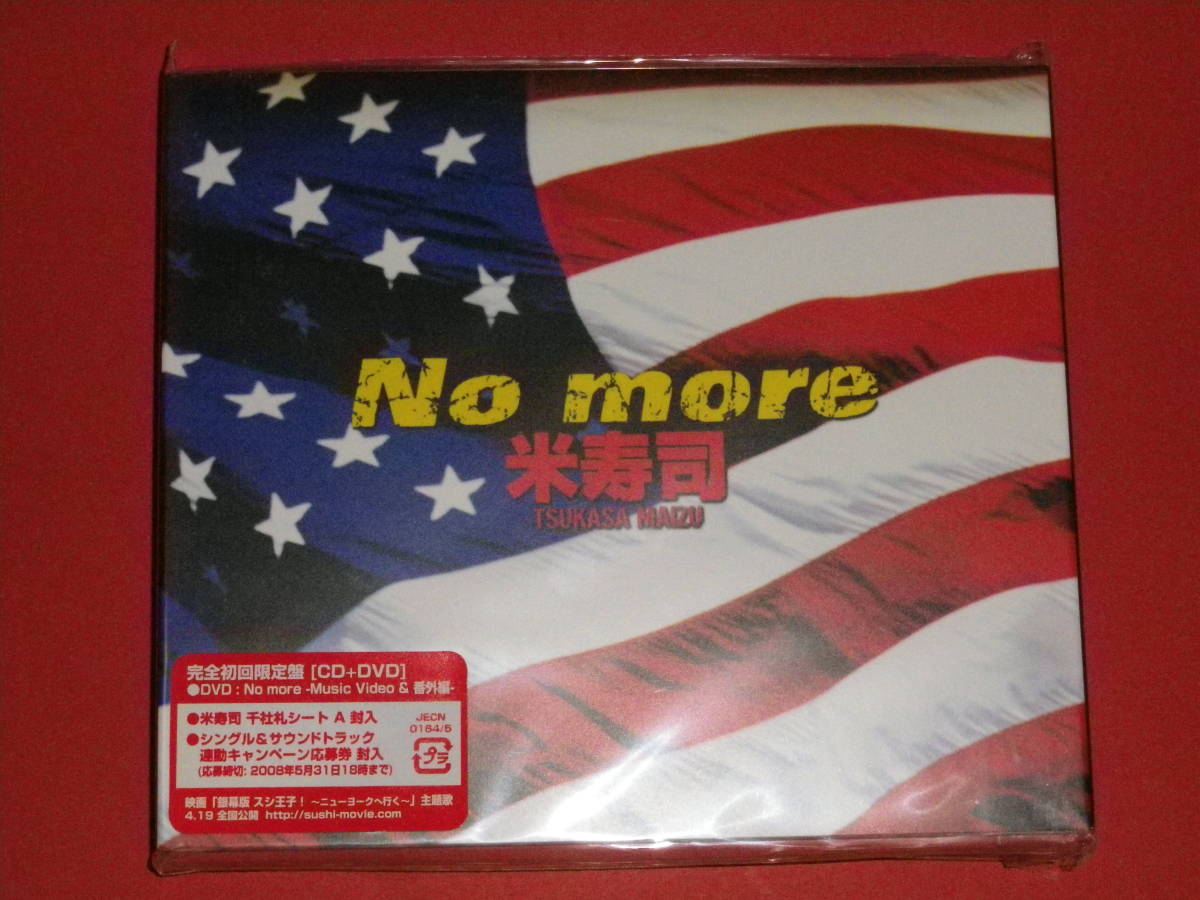 No more
米寿司
TSUKASA MAIZU
完全初回限定盤 [CD+DVD]
●DVD : No more -Music Video & 番外編-
●米寿司 千社札シート A 封入
●シングル&サウンドトラック
連動キャンペーン応募券 封入
(応募締切: 2008年5月31日18時まで)
JECN
0164/5
プラ
映画「銀幕版 スシ王子! ～ニューヨークへ行く～」主題歌
4.19 全国公開 http://sushi-movie.com